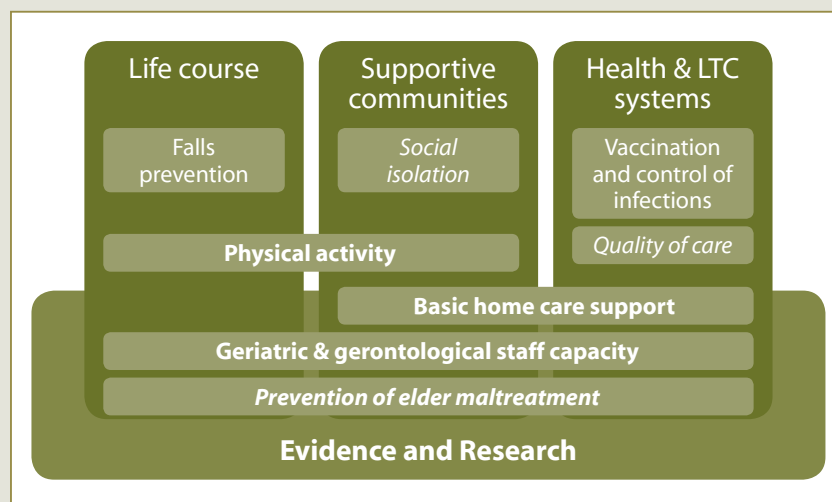 Life course
Supportive
communities
Health & LTC
systems
Falls
prevention
Social
isolation
Vaccination
and control of
infections
Quality of care
Physical activity
Basic home care support
Geriatric & gerontological staff capacity
Prevention of elder maltreatment
Evidence and Research